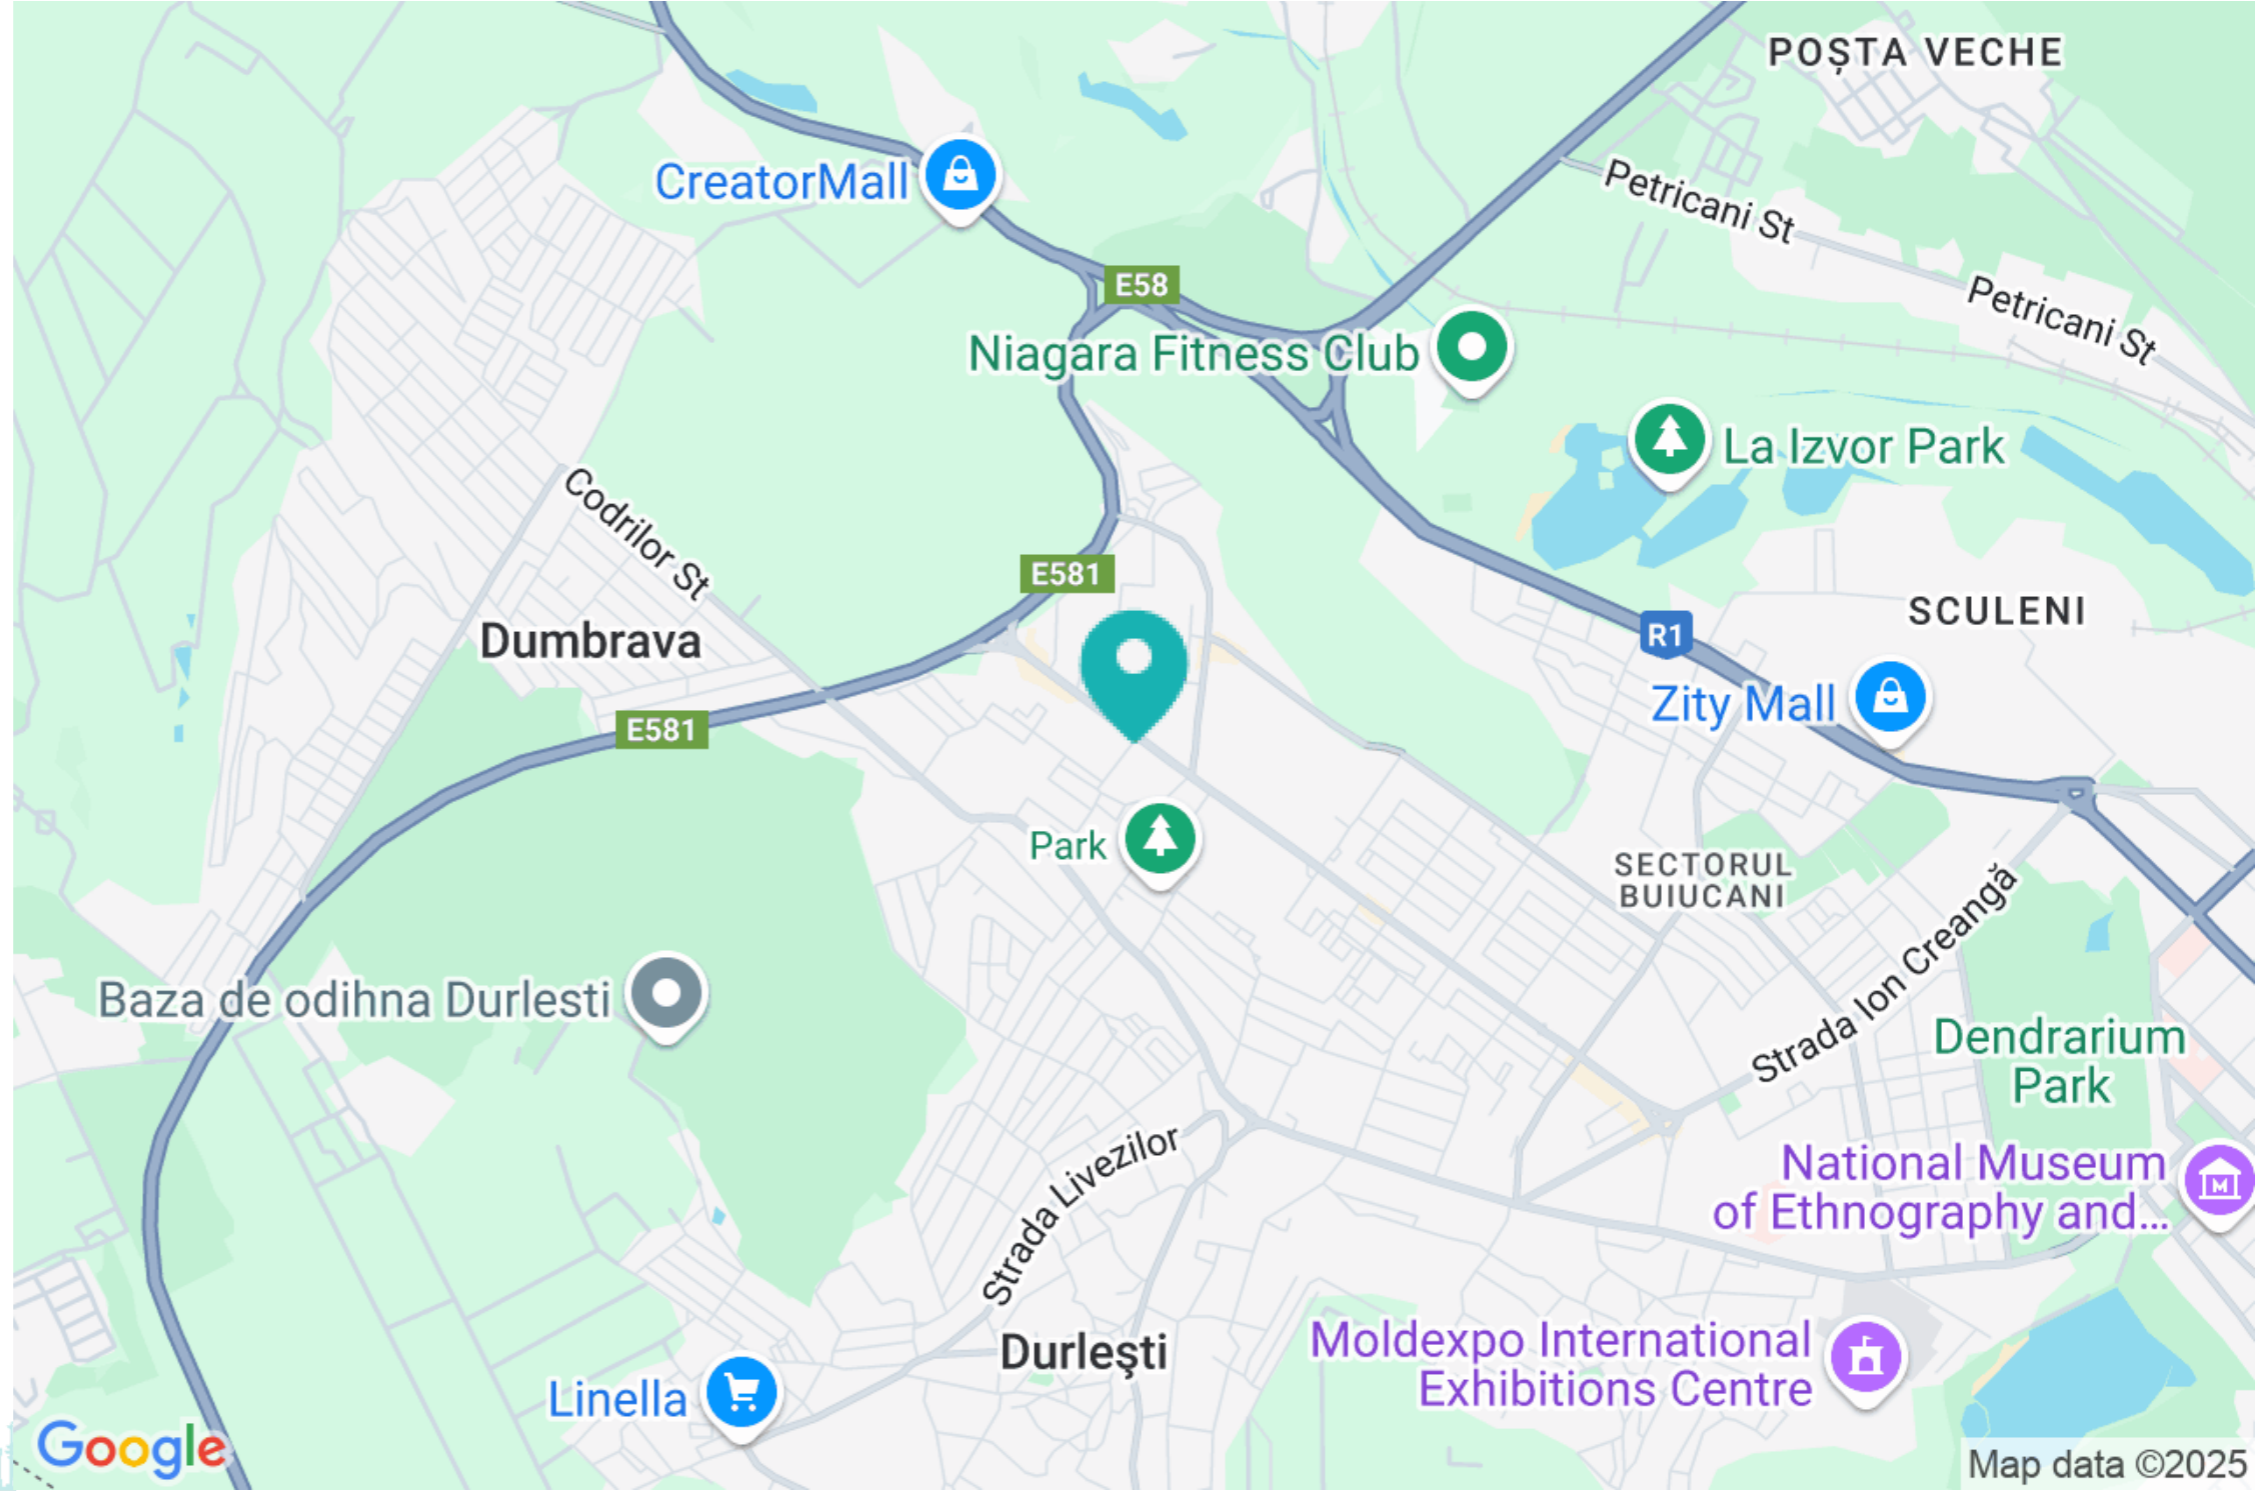 POȘTA VECHE
Petricani St
CreatorMall
E58
Petricani St
Niagara Fitness Club
La Izvor Park
Codrilor St
E581
SCULENI
Dumbrava
R1
Zity Mall
E581
Park
SECTORUL
BUIUCANI
Strada Ion Creangă
Baza de odihna Durlesti
Dendrarium
Park
National Museum
of Ethnography and...
Strada Livezilor
Durleşti
Moldexpo International
Exhibitions Centre
Linella
Google
Map data ©2025